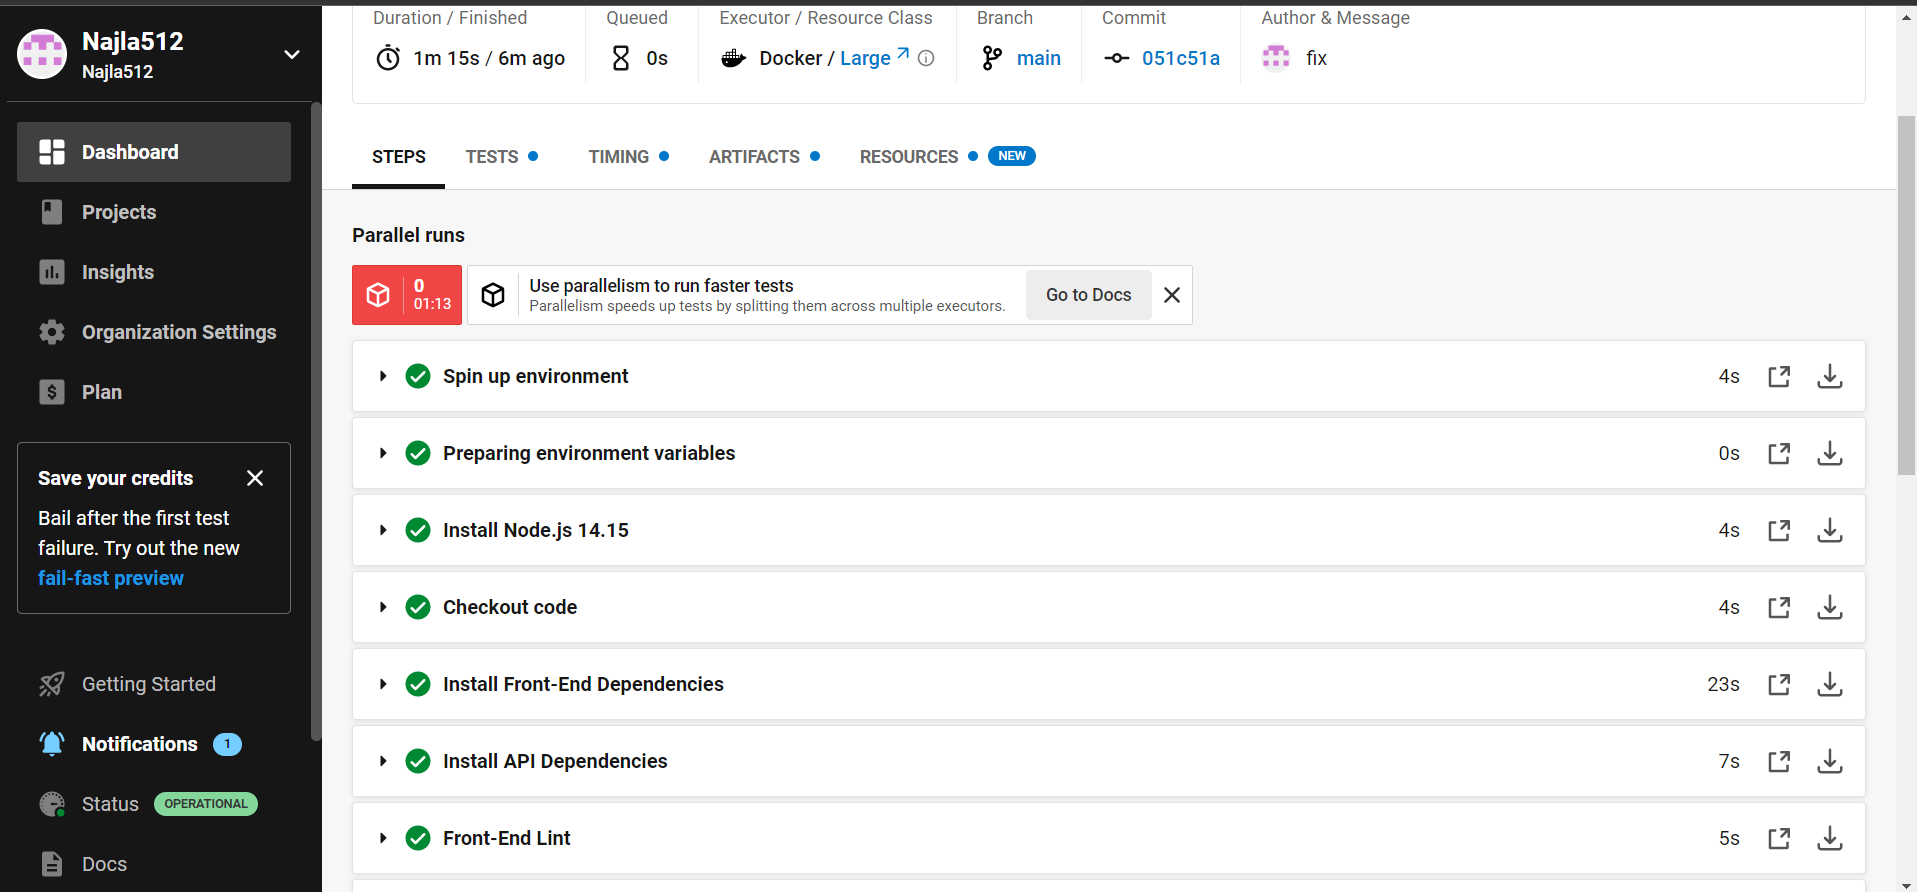 Najla512
Najla512
Dashboard
Projects
Insights
Organization Settings
Plan
Save your credits
Bail after the first test
failure. Try out the new
fail-fast preview
Getting Started
Notifications 1
Status OPERATIONAL
Docs
Duration / Finished
1m 15s / 6m ago
Queued
0s
Executor / Resource Class
Docker / Large
Branch
main
Commit
051c51a
Author & Message
fix
STEPS TESTS TIMING ARTIFACTS RESOURCES NEW
Parallel runs
0
01:13
Use parallelism to run faster tests
Parallelism speeds up tests by splitting them across multiple executors.
Go to Docs
Spin up environment 4s
Preparing environment variables 0s
Install Node.js 14.15 4s
Checkout code 4s
Install Front-End Dependencies 23s
Install API Dependencies 7s
Front-End Lint 5s